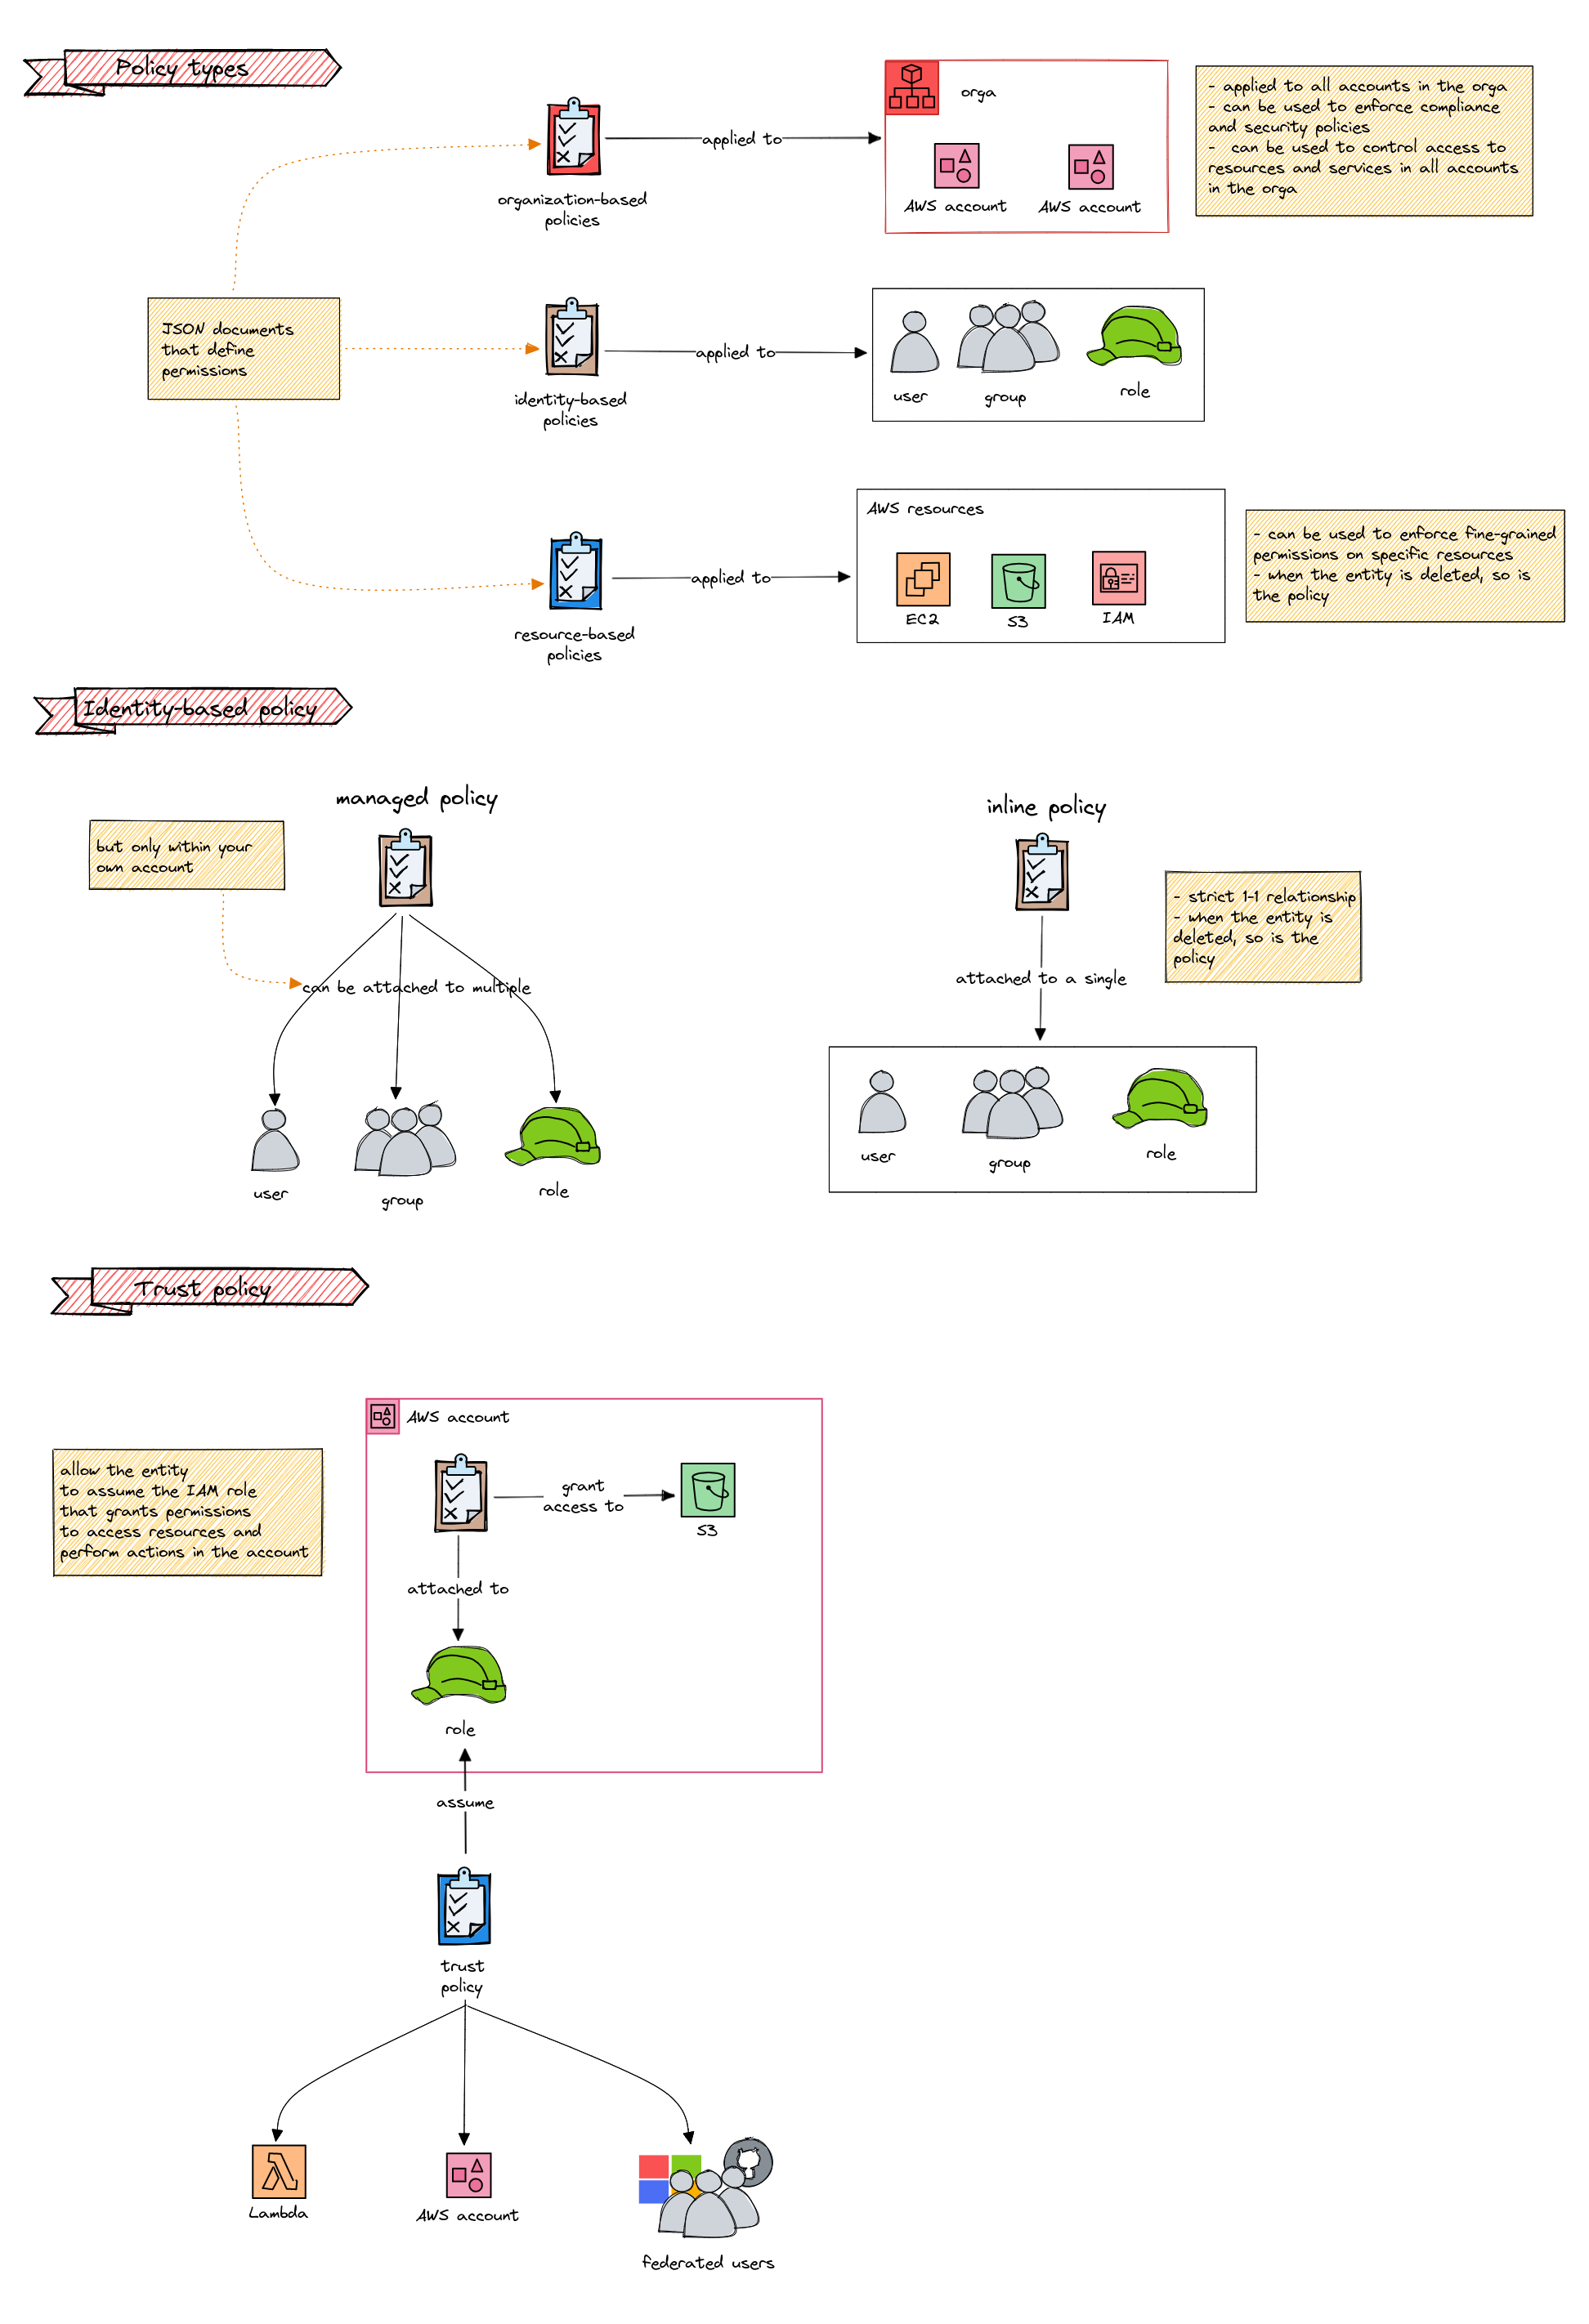 Policy types
orga
AWS account
AWS account
- applied to all accounts in the orga
- can be used to enforce compliance
and security policies
-  can be used to control access to
resources and services in all accounts
in the orga
applied to
organization-based
policies
JSON documents
that define
permissions
applied to
identity-based
policies
user
group
role
AWS resources
EC2
S3
IAM
- can be used to enforce fine-grained
permissions on specific resources
- when the entity is deleted, so is
the policy
applied to
resource-based
policies
Identity-based policy
managed policy
but only within your
own account
can be attached to multiple
user
group
role
inline policy
- strict 1-1 relationship
- when the entity is
deleted, so is the
policy
attached to a single
user
group
role
Trust policy
AWS account
allow the entity
to assume the IAM role
that grants permissions
to access resources and
perform actions in the account
grant
access to
S3
attached to
role
assume
trust
policy
Lambda
AWS account
federated users